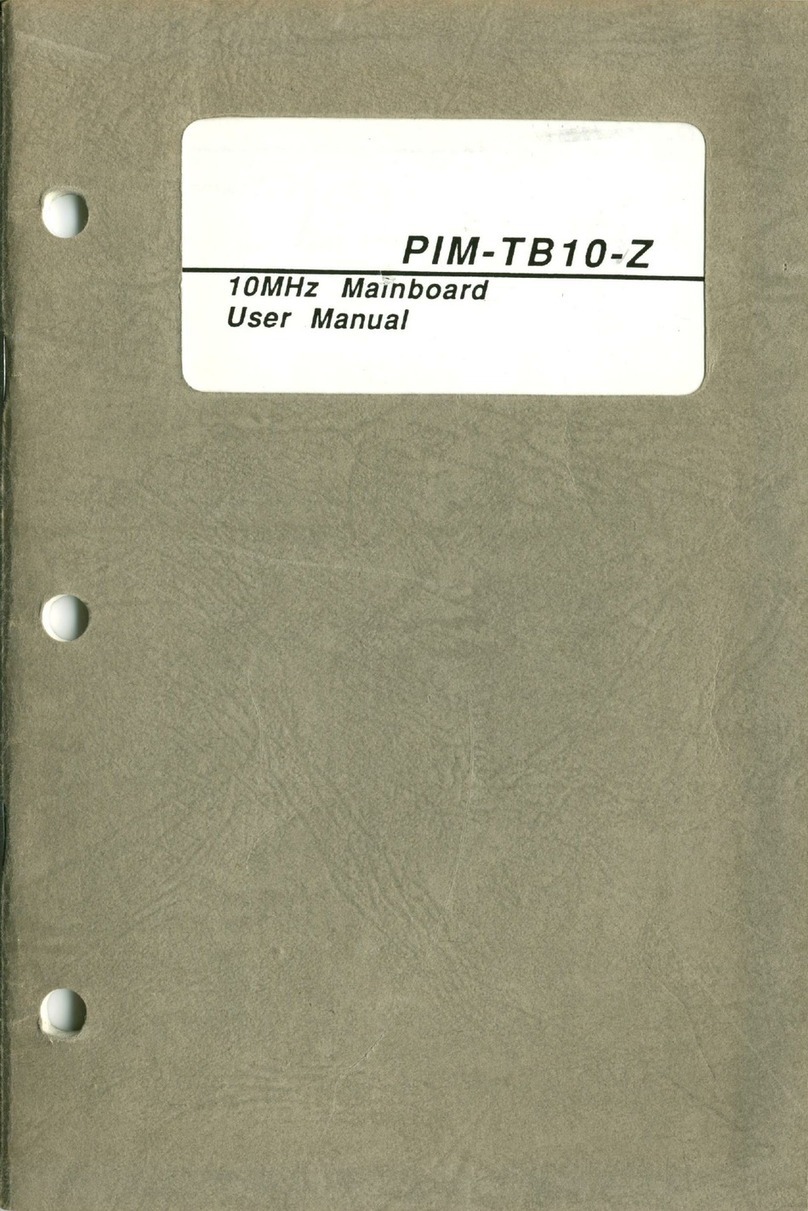 PIM-TB10-Z
10MHz Mainboard
User Manual